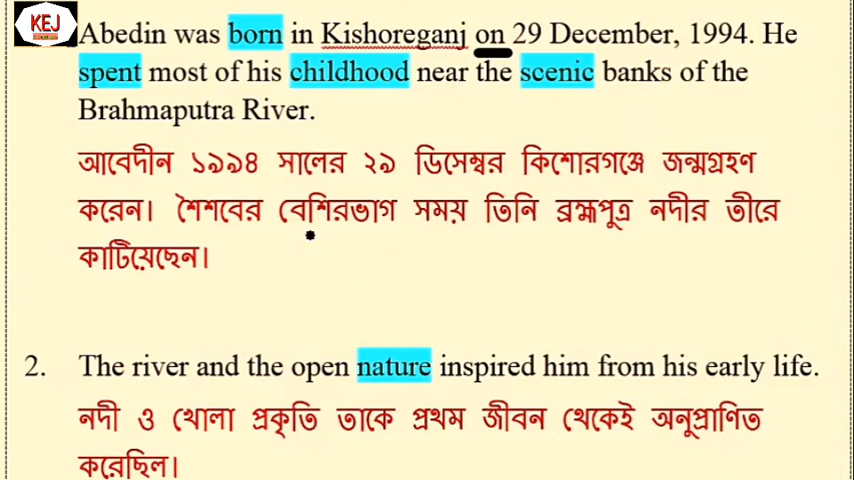 KEJ
Abedin was born in Kishoreganj on 29 December, 1994. He
spent most of his childhood near the scenic banks of the
Brahmaputra River.
আবেদীন ১৯৯৪ সালের ২৯ ডিসেম্বর কিশোরগঞ্জে জন্মগ্রহণ
করেন। শৈশবের বেশিরভাগ সময় তিনি ব্রহ্মপুত্র নদীর তীরে
কাটিয়েছেন।
2. The river and the open nature inspired him from his early life.
নদী ও খোলা প্রকৃতি তাকে প্রথম জীবন থেকেই অনুপ্রাণিত
করেছিল।